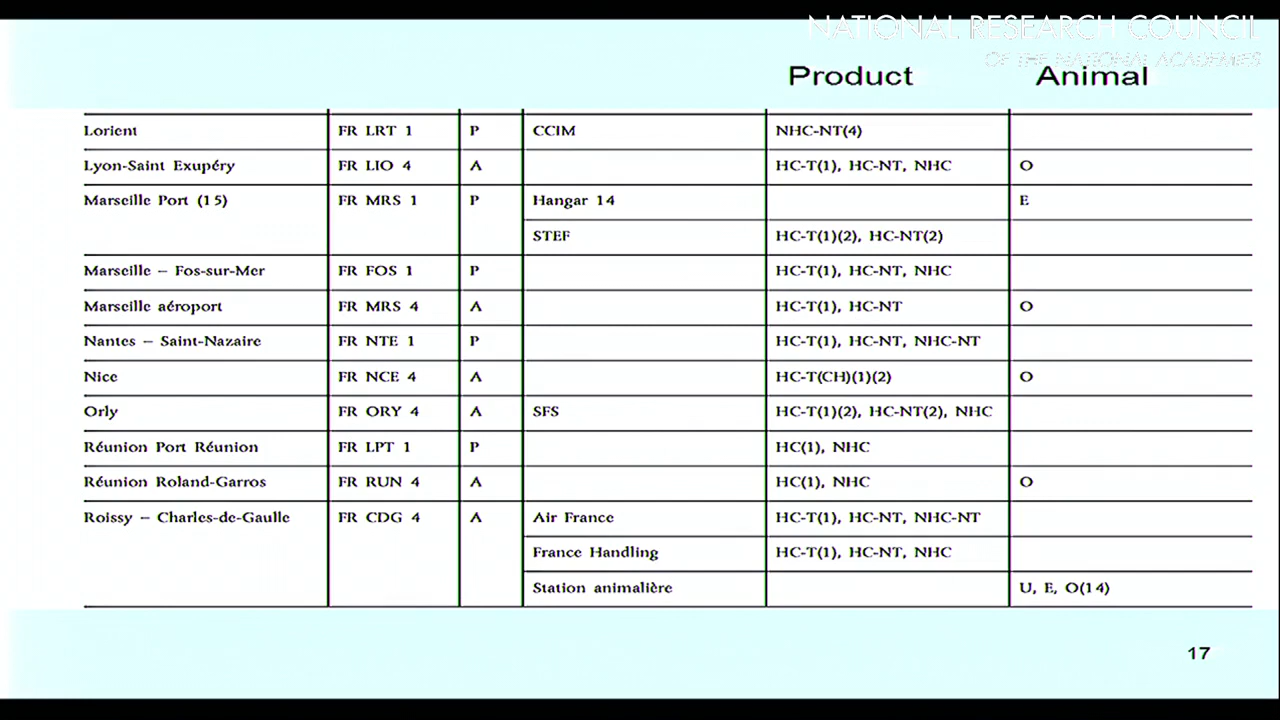 NATIONAL RESEARCH COUNCIL
OF THE NATIONAL ACADEMIES
Product Animal
Lorient FR LRT 1 P CCIM NHC-NT(4)
Lyon-Saint Exupéry FR LIO 4 A HC-T(1), HC-NT, NHC O
Marseille Port (15) FR MRS 1 P Hangar 14 E
STEF HC-T(1)(2), HC-NT(2)
Marseille – Fos-sur-Mer FR FOS 1 P HC-T(1), HC-NT, NHC
Marseille aéroport FR MRS 4 A HC-T(1), HC-NT O
Nantes – Saint-Nazaire FR NTE 1 P HC-T(1), HC-NT, NHC-NT
Nice FR NCE 4 A HC-T(CH)(1)(2) O
Orly FR ORY 4 A SFS HC-T(1)(2), HC-NT(2), NHC
Réunion Port Réunion FR LPT 1 P HC(1), NHC
Réunion Roland-Garros FR RUN 4 A HC(1), NHC O
Roissy – Charles-de-Gaulle FR CDG 4 A Air France HC-T(1), HC-NT, NHC-NT
France Handling HC-T(1), HC-NT, NHC
Station animalière U, E, O(14)
17